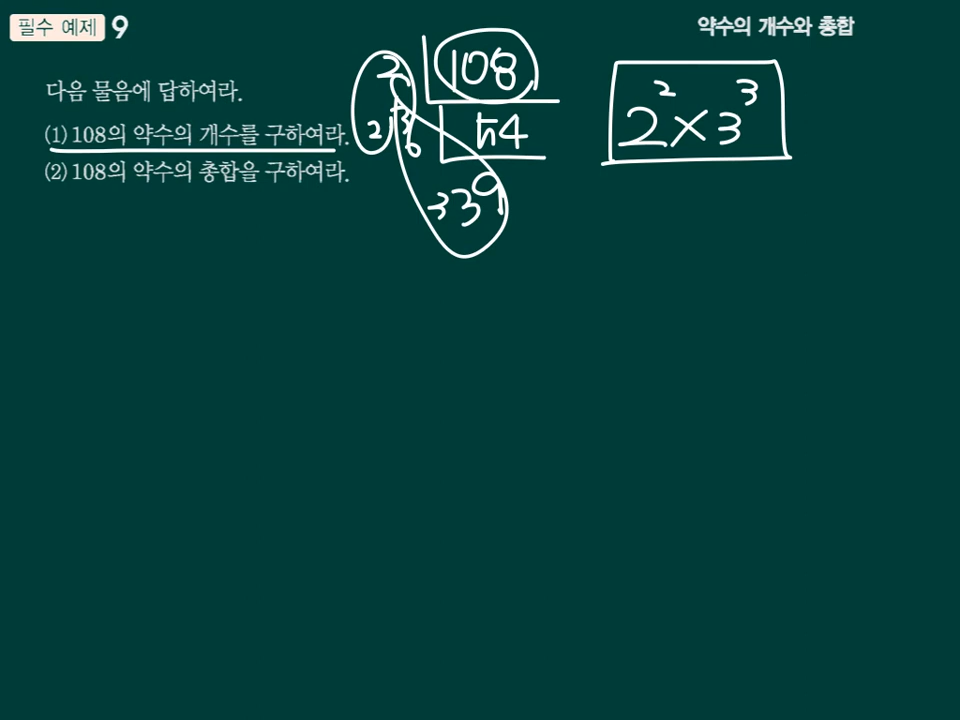 필수 예제 9
약수의 개수와 총합
다음 물음에 답하여라.
(1) 108의 약수의 개수를 구하여라.
(2) 108의 약수의 총합을 구하여라.
2 108
2 54
3 3 9
2² × 3³